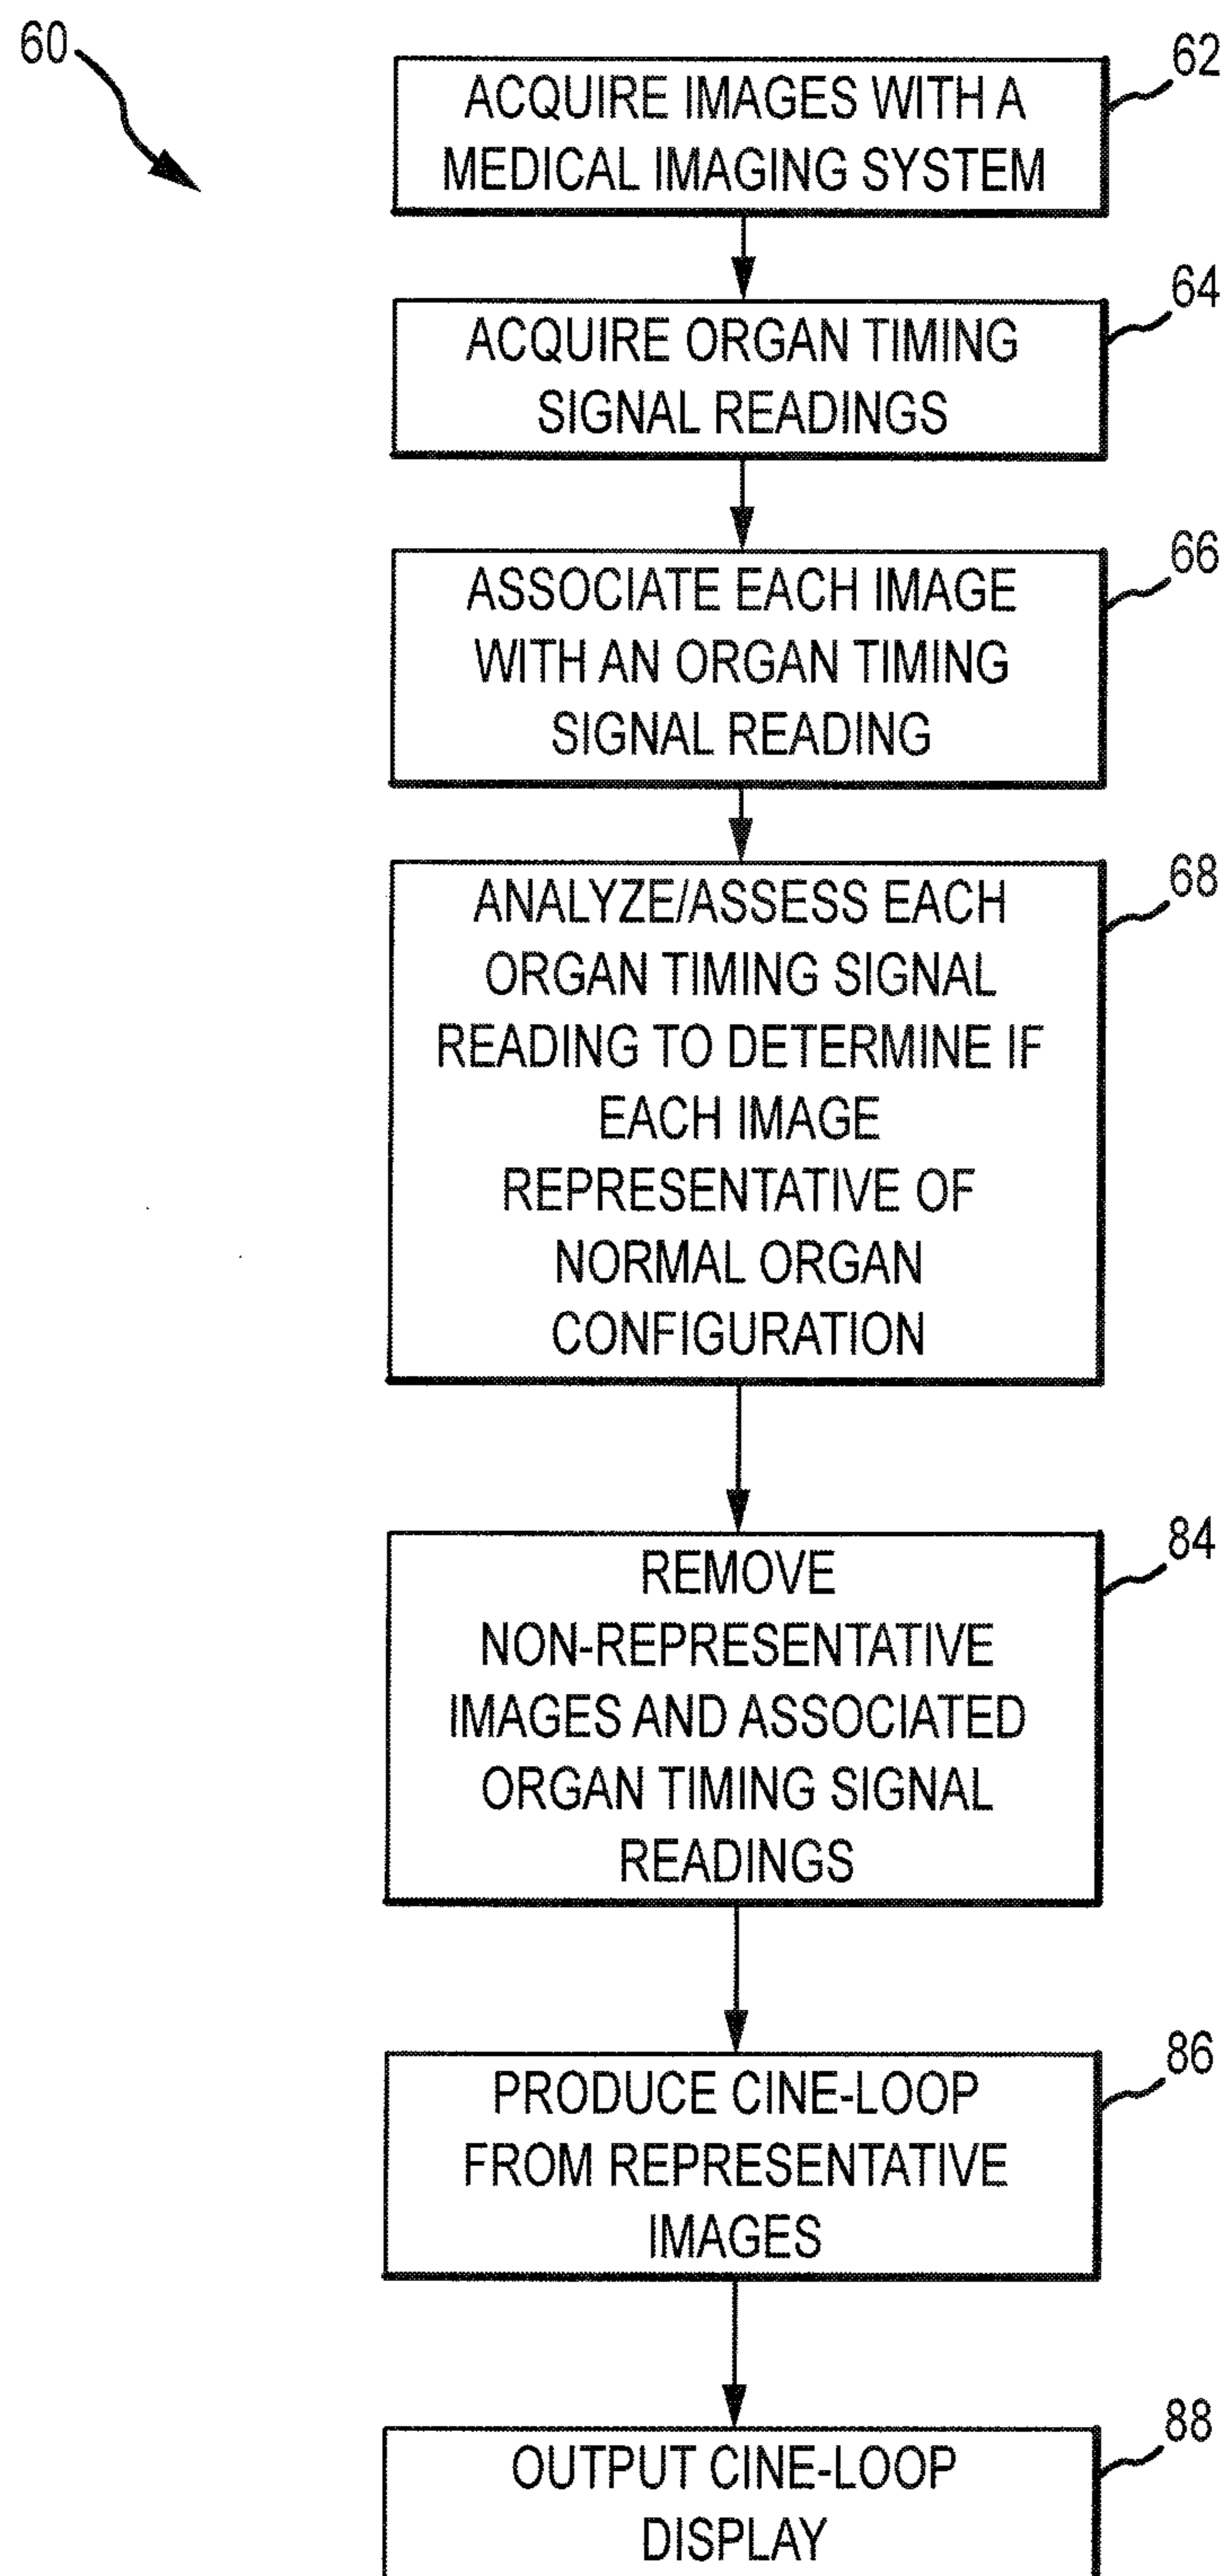 60
62
ACQUIRE IMAGES WITH A
MEDICAL IMAGING SYSTEM
64
ACQUIRE ORGAN TIMING
SIGNAL READINGS
66
ASSOCIATE EACH IMAGE
WITH AN ORGAN TIMING
SIGNAL READING
68
ANALYZE/ASSESS EACH
ORGAN TIMING SIGNAL
READING TO DETERMINE IF
EACH IMAGE
REPRESENTATIVE OF
NORMAL ORGAN
CONFIGURATION
84
REMOVE
NON-REPRESENTATIVE
IMAGES AND ASSOCIATED
ORGAN TIMING SIGNAL
READINGS
86
PRODUCE CINE-LOOP
FROM REPRESENTATIVE
IMAGES
88
OUTPUT CINE-LOOP
DISPLAY